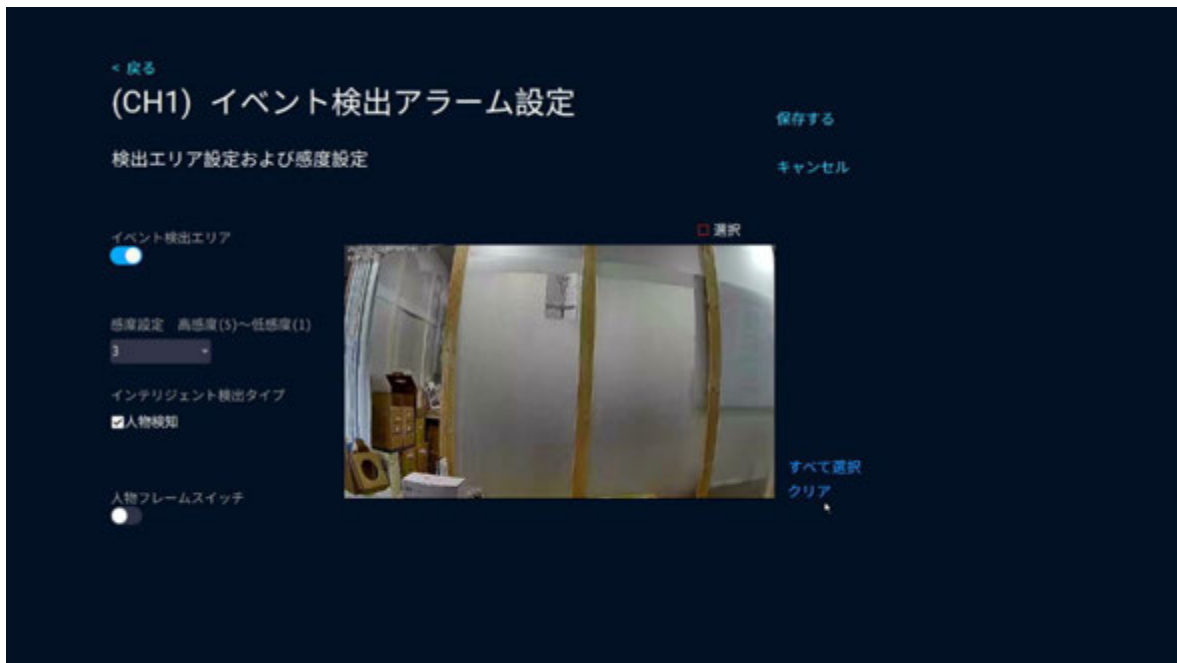 < 戻る
(CH1) イベント検出アラーム設定
保存する
検出エリア設定および感度設定
キャンセル
イベント検出エリア
選択
感度設定 高感度(5)～低感度(1)
3
インテリジェント検出タイプ
人物検知
すべて選択
クリア
人物フレームスイッチ